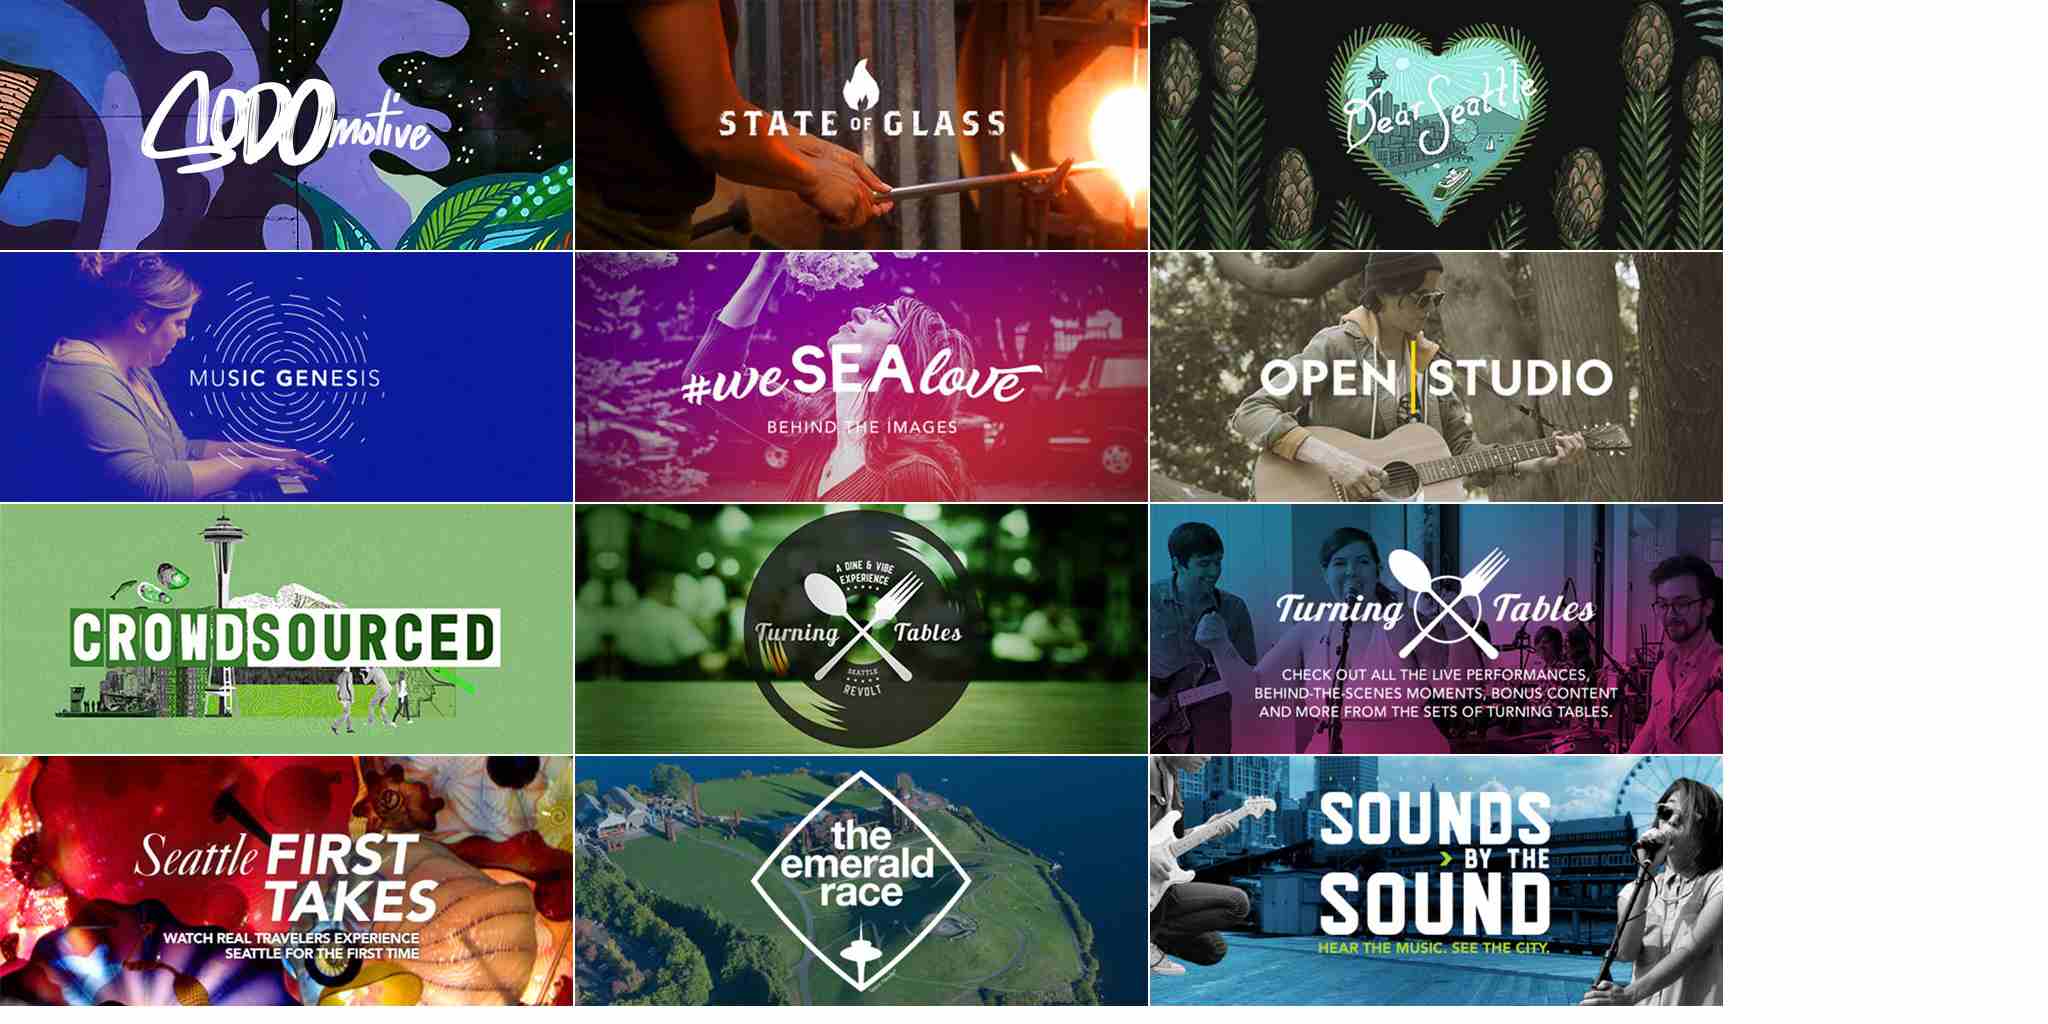 SODO motive
STATE OF GLASS
Dear Seattle
MUSIC GENESIS
#weSEAlove
BEHIND THE IMAGES
OPEN STUDIO
CROWDSOURCED
A DINE & VIBE
EXPERIENCE
Turning Tables
SEATTLE
REVOLT
Turning Tables
CHECK OUT ALL THE LIVE PERFORMANCES,
BEHIND-THE-SCENES MOMENTS, BONUS CONTENT
AND MORE FROM THE SETS OF TURNING TABLES.
Seattle FIRST
TAKES
WATCH REAL TRAVELERS EXPERIENCE
SEATTLE FOR THE FIRST TIME
the
emerald
race
SOUNDS
BY THE
SOUND
HEAR THE MUSIC. SEE THE CITY.